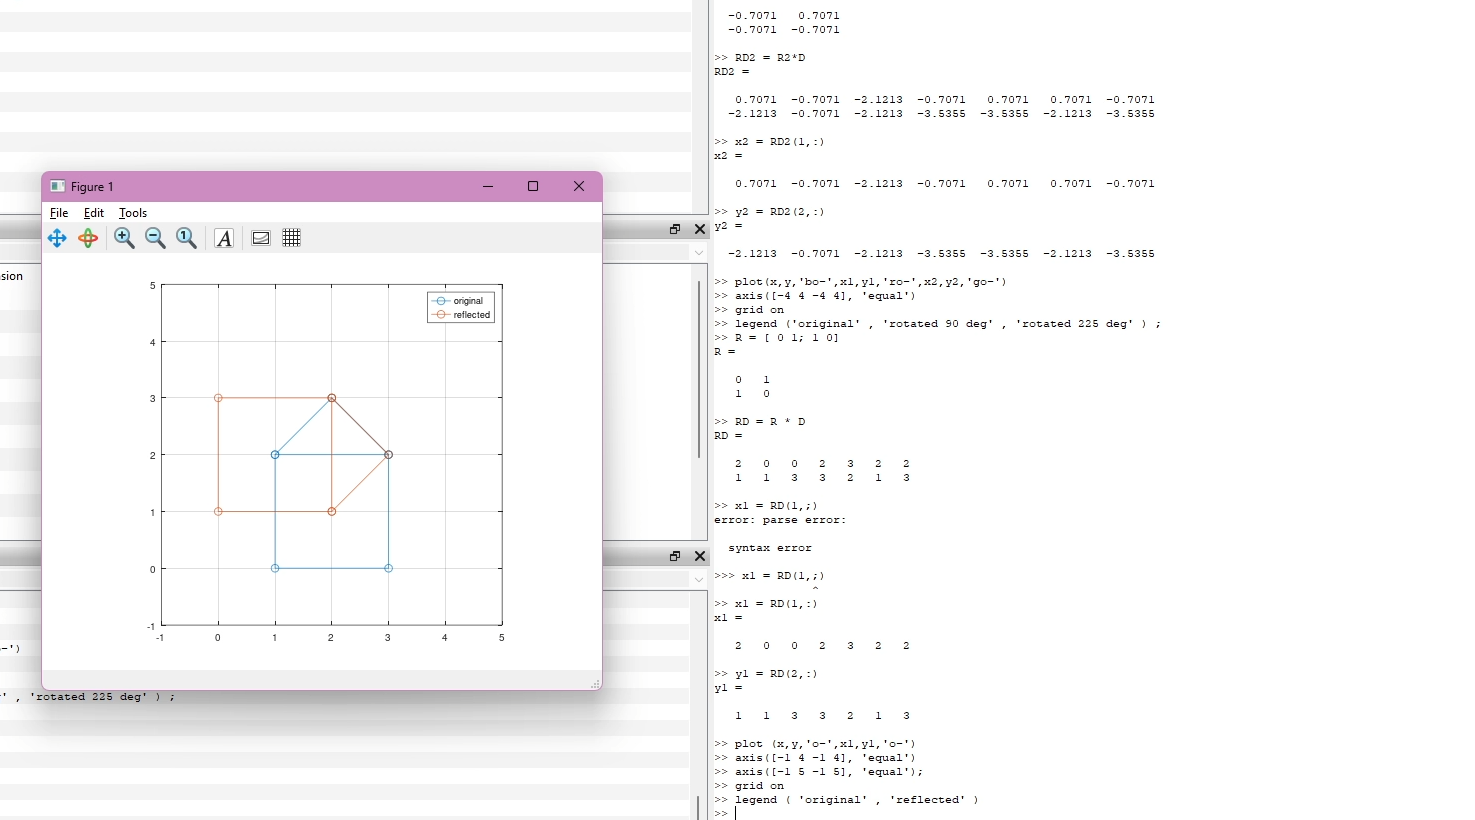 -0.7071 0.7071
-0.7071 -0.7071
>> RD2 = R2*D
RD2 =
0.7071 -0.7071 -2.1213 -0.7071 0.7071 0.7071 -0.7071
-2.1213 -0.7071 -2.1213 -3.5355 -3.5355 -2.1213 -3.5355
>> x2 = RD2(1,:)
x2 =
0.7071 -0.7071 -2.1213 -0.7071 0.7071 0.7071 -0.7071
>> y2 = RD2(2,:)
y2 =
-2.1213 -0.7071 -2.1213 -3.5355 -3.5355 -2.1213 -3.5355
>> plot(x,y,'bo-',x1,y1,'ro-',x2,y2,'go-')
>> axis([-4 4 -4 4], 'equal')
>> grid on
>> legend ('original' , 'rotated 90 deg' , 'rotated 225 deg' ) ;
>> R = [ 0 1; 1 0]
R =
0 1
1 0
>> RD = R * D
RD =
2 0 0 2 3 2 2
1 1 3 3 2 1 3
>> x1 = RD(1,;)
error: parse error:
syntax error
>>> x1 = RD(1,;)
^
>> x1 = RD(1,:)
x1 =
2 0 0 2 3 2 2
>> y1 = RD(2,:)
y1 =
1 1 3 3 2 1 3
>> plot (x,y,'o-',x1,y1,'o-')
>> axis([-1 4 -1 4], 'equal')
>> axis([-1 5 -1 5], 'equal');
>> grid on
>> legend ( 'original' , 'reflected' )
>>
Figure 1
File Edit Tools
1
A
original
reflected
5
4
3
2
1
0
-1
-1 0 1 2 3 4 5
sion
-')
' , 'rotated 225 deg' ) ;